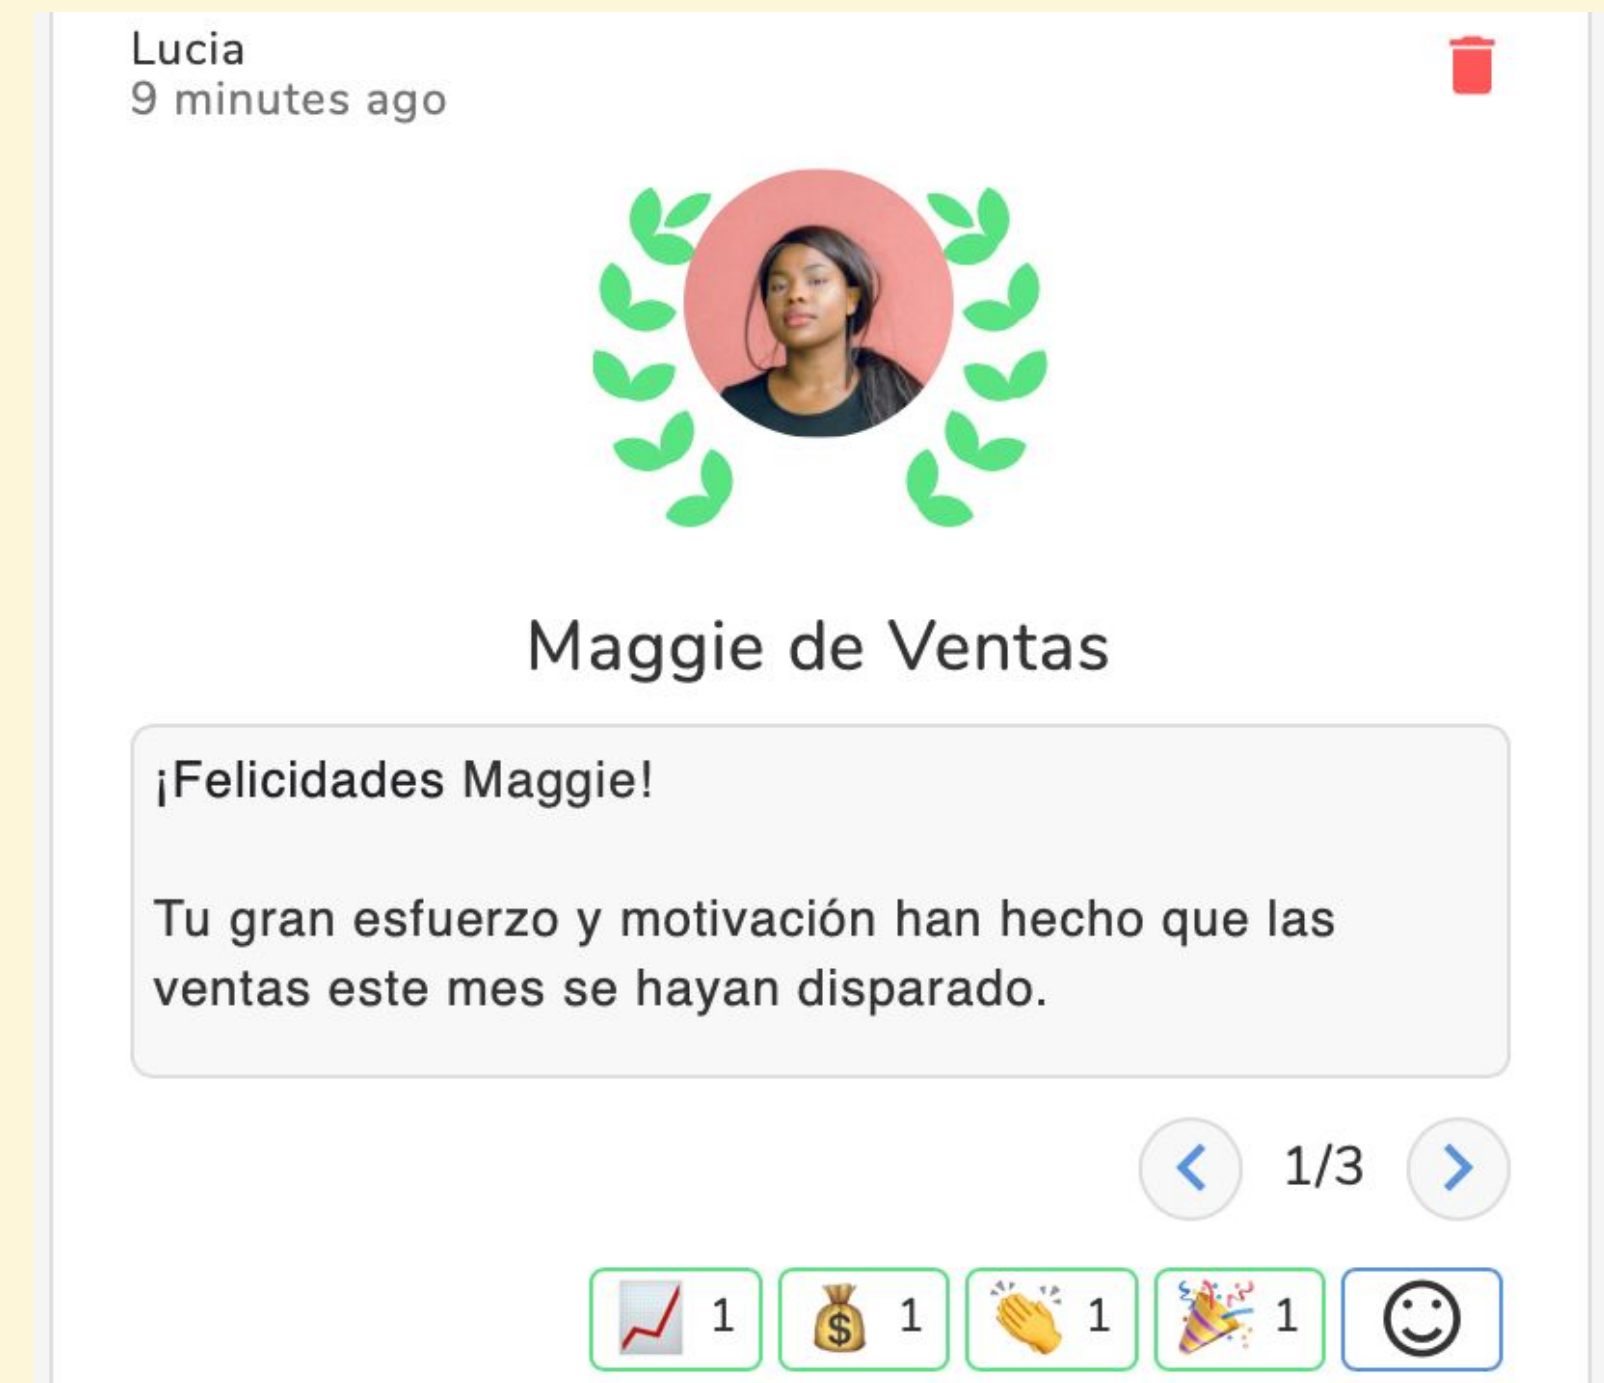 Lucia
9 minutes ago
Maggie de Ventas
¡Felicidades Maggie!
Tu gran esfuerzo y motivación han hecho que las
ventas este mes se hayan disparado.
1/3
1 $ 1 1 1